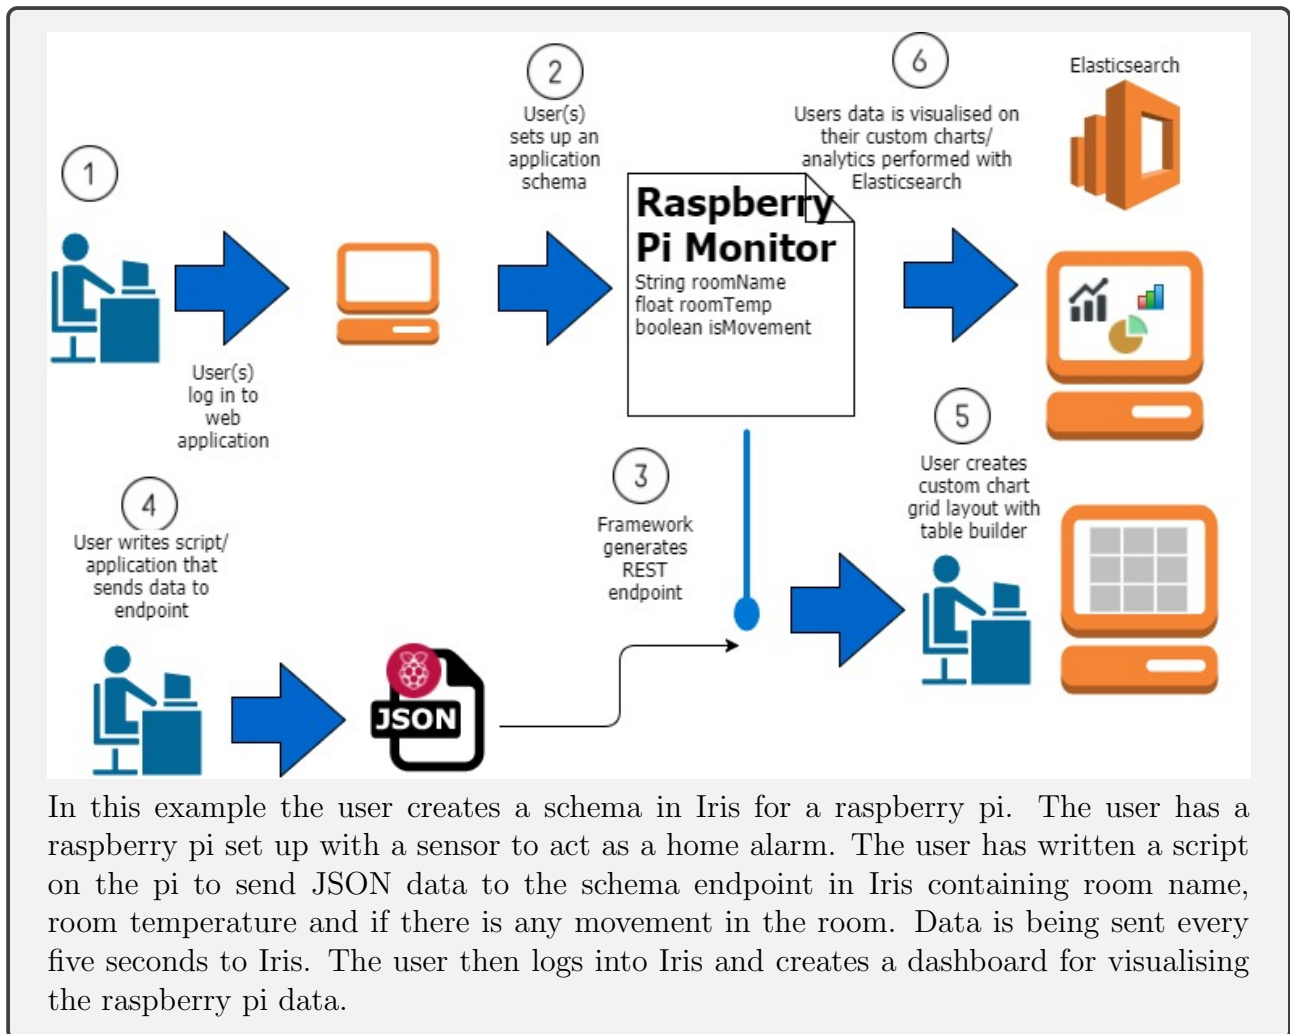 1
User(s)
log in to
web
application
2
User(s)
sets up an
application
schema
Raspberry
Pi Monitor
String roomName
float roomTemp
boolean isMovement
6
Users data is visualised on
their custom charts/
analytics performed with
Elasticsearch
Elasticsearch
3
Framework
generates
REST
endpoint
4
User writes script/
application that
sends data to
endpoint
JSON
5
User creates
custom chart
grid layout with
table builder
In this example the user creates a schema in Iris for a raspberry pi. The user has a
raspberry pi set up with a sensor to act as a home alarm. The user has written a script
on the pi to send JSON data to the schema endpoint in Iris containing room name,
room temperature and if there is any movement in the room. Data is being sent every
five seconds to Iris. The user then logs into Iris and creates a dashboard for visualising
the raspberry pi data.